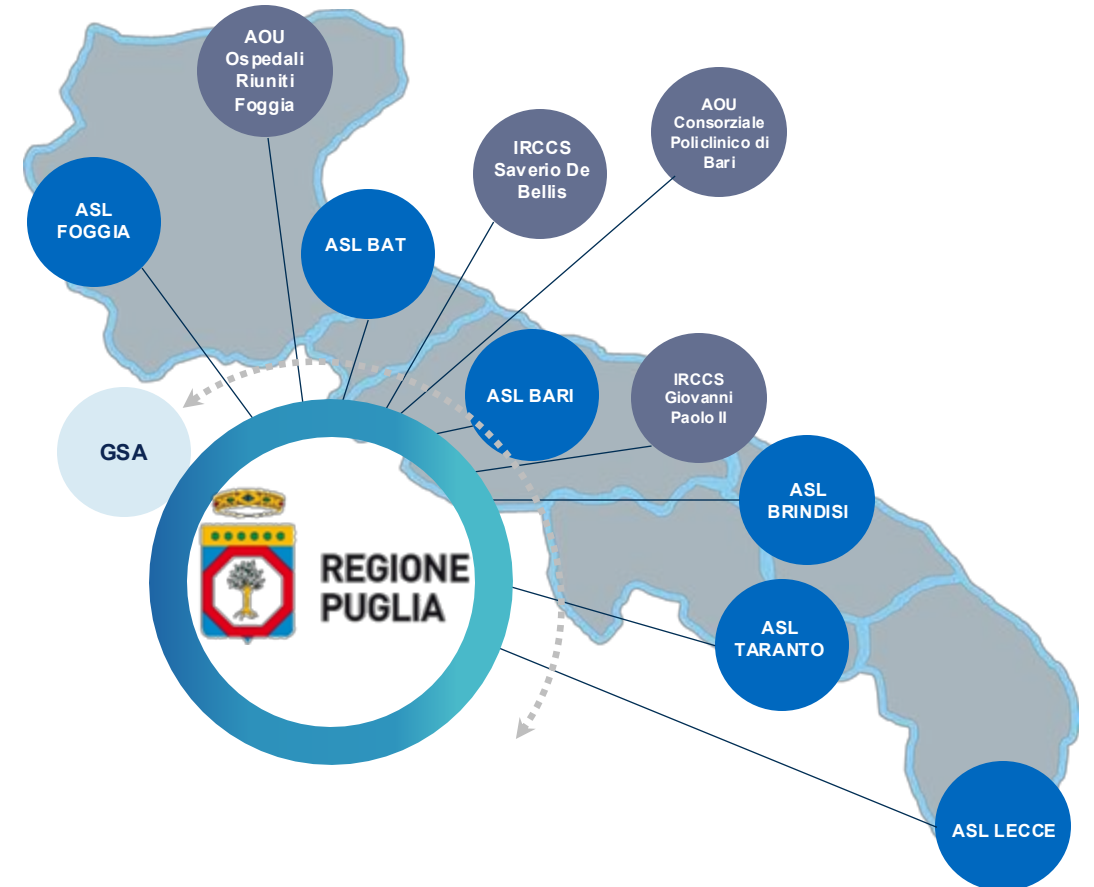 AOU
Ospedali
Riuniti
Foggia
AOU
Consorziale
Policlinico di
Bari
IRCCS
Saverio De
Bellis
ASL
FOGGIA
ASL BAT
IRCCS
Giovanni
Paolo II
ASL BARI
GSA
ASL
BRINDISI
REGIONE
PUGLIA
ASL
TARANTO
ASL LECCE